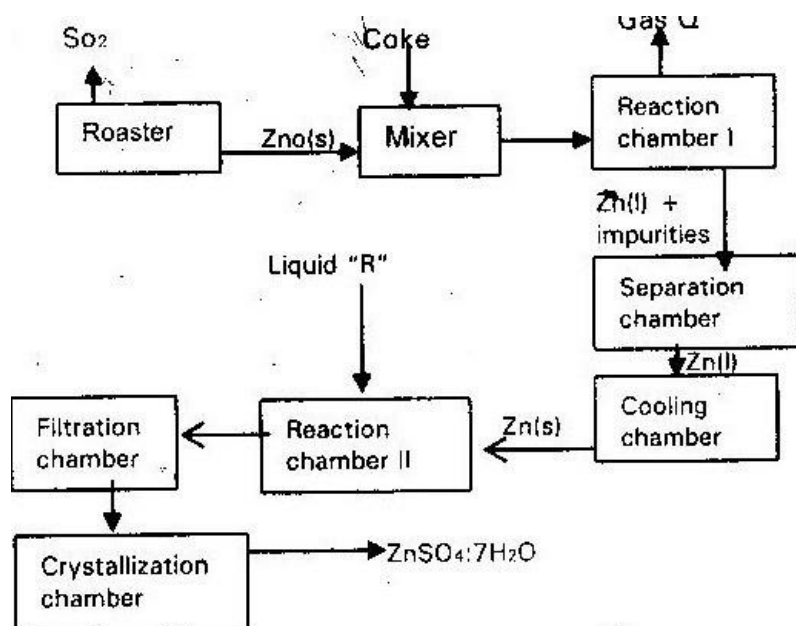 So₂
Coke
Gas Q
Roaster
Zno(s)
Mixer
Reaction
chamber I
Zn(l) +
impurities
Liquid "R"
Separation
chamber
Zn(l)
Filtration
chamber
Reaction
chamber II
Zn(s)
Cooling
chamber
Crystallization
chamber
ZnSO₄:7H₂O